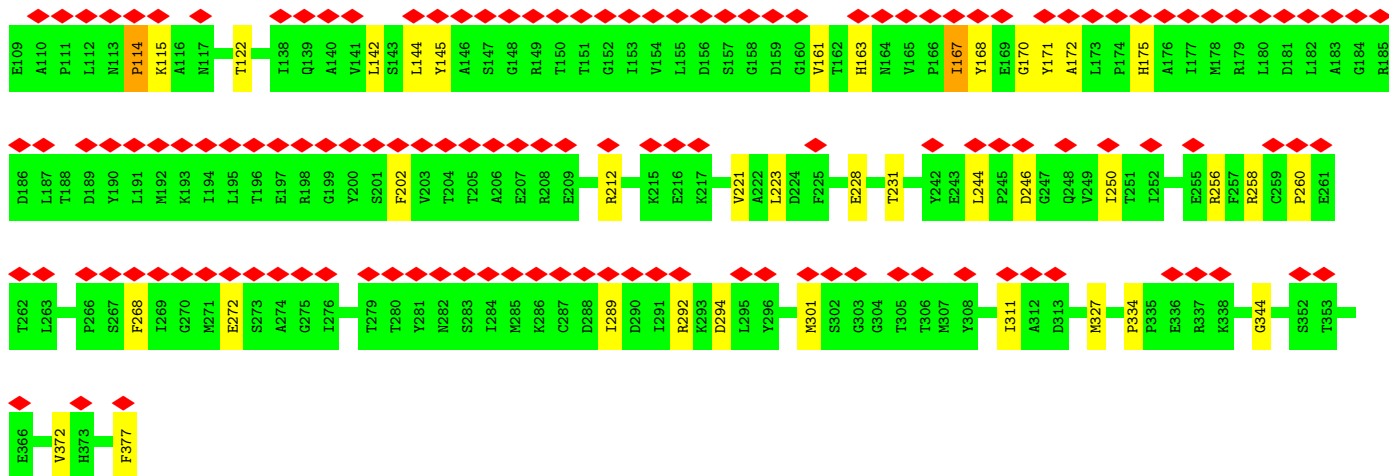 E109 A110 P111 L112 N113 P114 K115 A116 N117 T122 I138 Q139 A140 V141 L142 S143 L144 Y145 A146 S147 G148 R149 T150 T151 G152 I153 V154 L155 D156 S157 G158 D159 G160 V161 T162 H163 N164 V165 P166 I167 Y168 E169 G170 Y171 A172 L173 P174 H175 A176 I177 M178 R179 L180 D181 L182 A183 G184 R185
D186 L187 T188 D189 Y190 L191 M192 K193 I194 L195 T196 E197 R198 G199 Y200 S201 F202 V203 T204 T205 A206 E207 R208 E209 R212 K215 E216 K217 V221 A222 L223 D224 F225 E228 T231 Y242 E243 L244 P245 D246 G247 Q248 V249 I250 T251 I252 E255 R256 F257 R258 C259 P260 E261
T262 L263 P266 S267 F268 I269 G270 M271 E272 S273 A274 G275 I276 T279 T280 Y281 N282 S283 I284 M285 K286 C287 D288 I289 D290 I291 R292 K293 D294 L295 Y296 M301 S302 G303 G304 T305 T306 M307 Y308 I311 A312 D313 M327 P334 P335 E336 R337 K338 G344 S352 T353
E366 V372 H373 F377